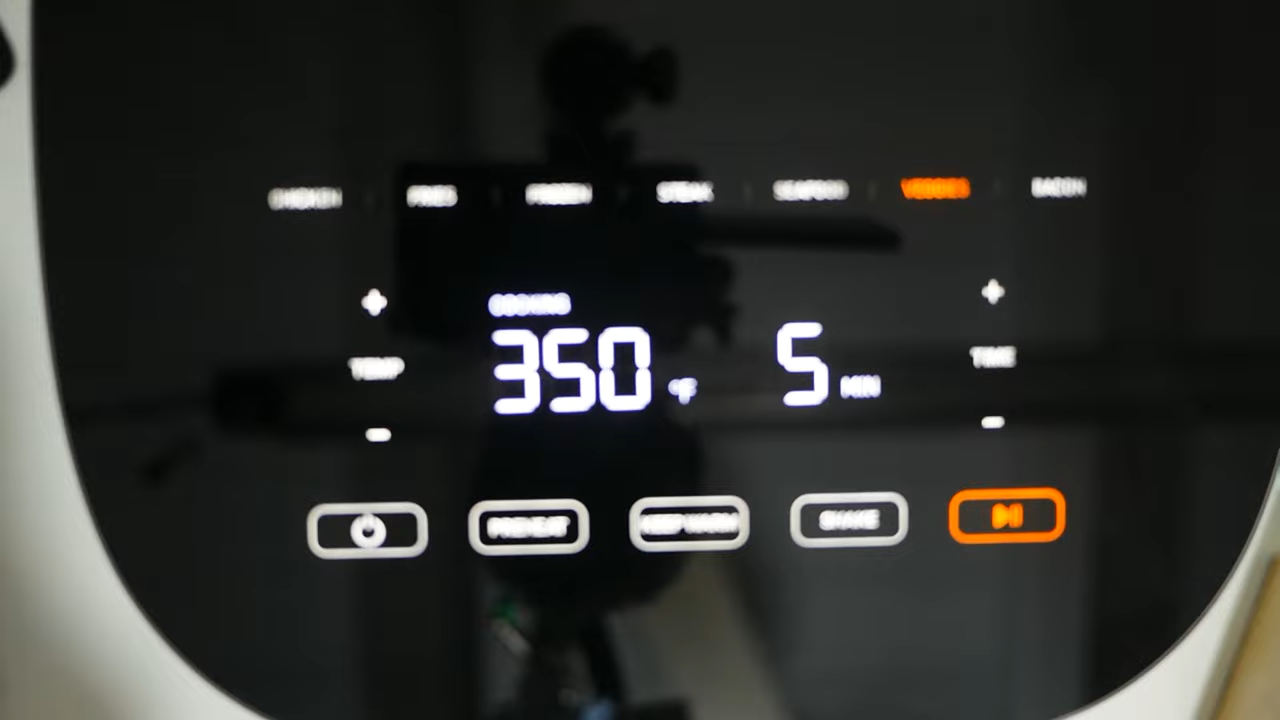 CHICKEN FRIES FROZEN STEAK SEAFOOD VEGGIES BACON
COOKING
350 °F 5 MIN
TEMP TIME
PREHEAT KEEP WARM SHAKE